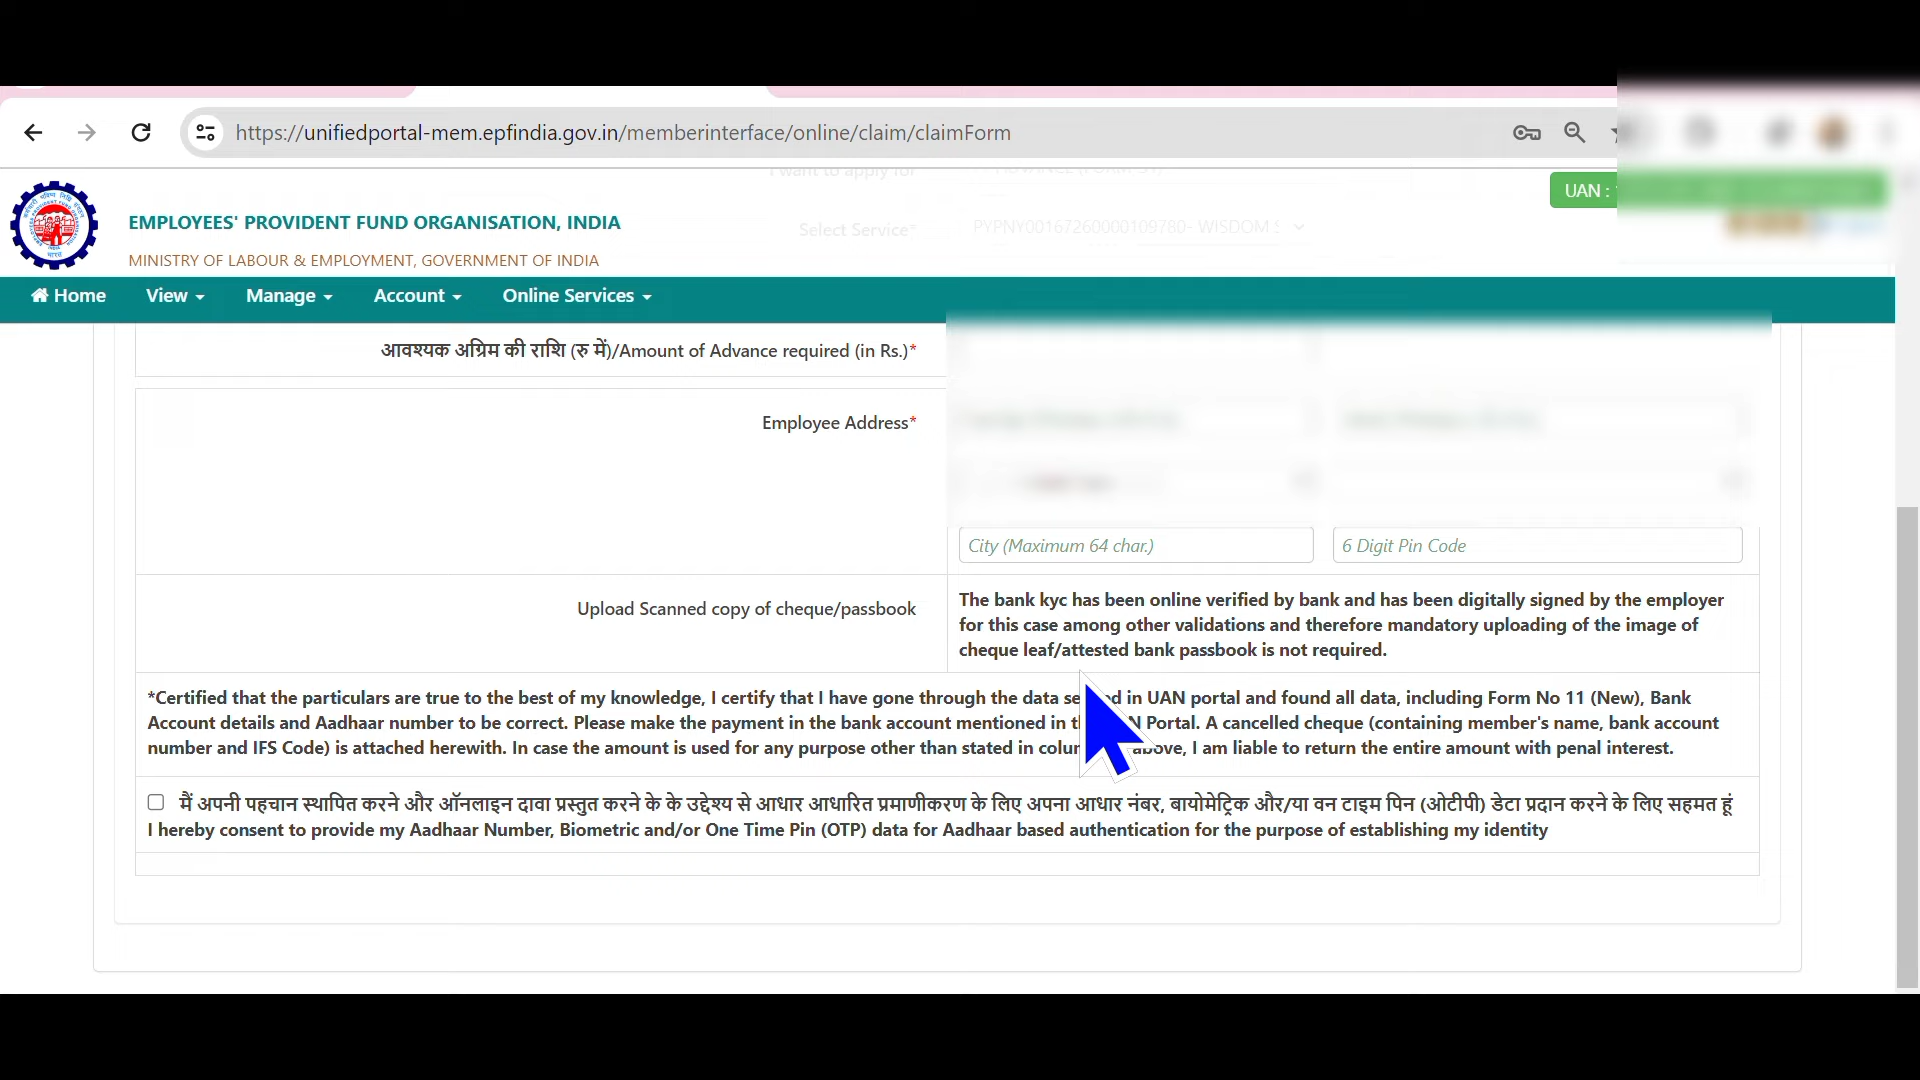 https://unifiedportal-mem.epfindia.gov.in/memberinterface/online/claim/claimForm
I want to apply for
UAN :
EMPLOYEES' PROVIDENT FUND ORGANISATION, INDIA
Select Service*
PYPNY00167260000109780- WISDOM S
MINISTRY OF LABOUR & EMPLOYMENT, GOVERNMENT OF INDIA
Home View Manage Account Online Services
आवश्यक अग्रिम की राशि (रु में)/Amount of Advance required (in Rs.)*
Employee Address*
City (Maximum 64 char.) 6 Digit Pin Code
Upload Scanned copy of cheque/passbook
The bank kyc has been online verified by bank and has been digitally signed by the employer
for this case among other validations and therefore mandatory uploading of the image of
cheque leaf/attested bank passbook is not required.
*Certified that the particulars are true to the best of my knowledge, I certify that I have gone through the data in UAN portal and found all data, including Form No 11 (New), Bank
Account details and Aadhaar number to be correct. Please make the payment in the bank account mentioned in Portal. A cancelled cheque (containing member's name, bank account
number and IFS Code) is attached herewith. In case the amount is used for any purpose other than stated in above, I am liable to return the entire amount with penal interest.
मैं अपनी पहचान स्थापित करने और ऑनलाइन दावा प्रस्तुत करने के के उद्देश्य से आधार आधारित प्रमाणीकरण के लिए अपना आधार नंबर, बायोमेट्रिक और/या वन टाइम पिन (ओटीपी) डेटा प्रदान करने के लिए सहमत हूं
I hereby consent to provide my Aadhaar Number, Biometric and/or One Time Pin (OTP) data for Aadhaar based authentication for the purpose of establishing my identity